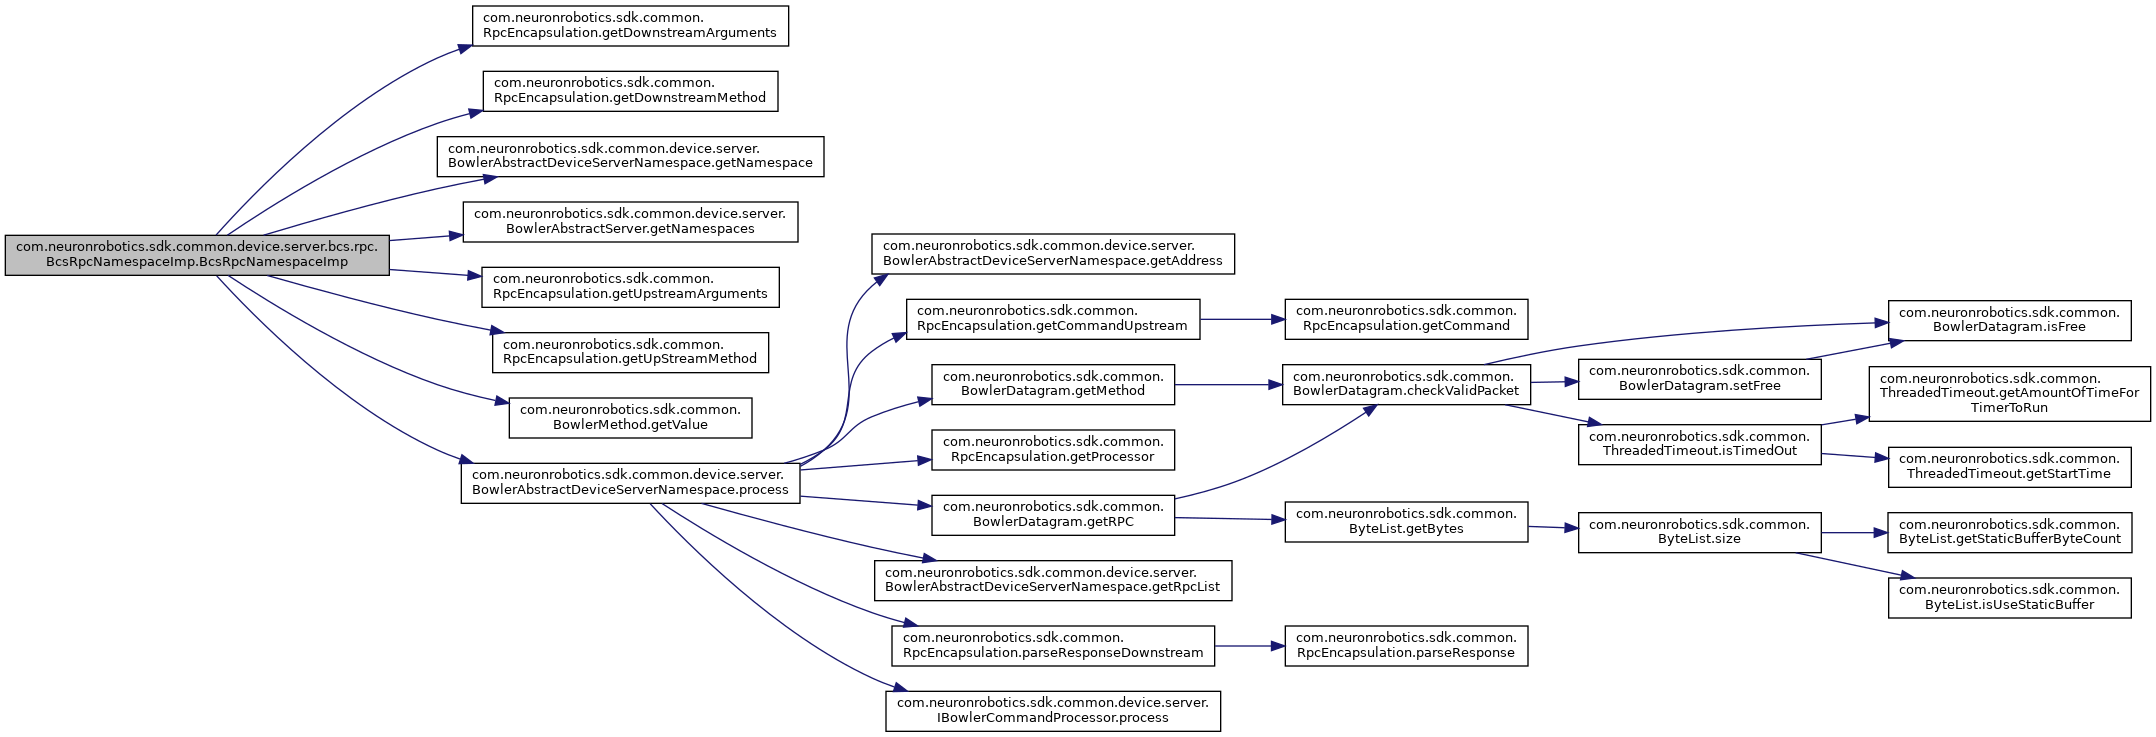 com.neuronrobotics.sdk.common.device.server.bcs.rpc.
BcsRpcNamespaceImp.BcsRpcNamespaceImp
com.neuronrobotics.sdk.common.
RpcEncapsulation.getDownstreamArguments
com.neuronrobotics.sdk.common.
RpcEncapsulation.getDownstreamMethod
com.neuronrobotics.sdk.common.device.server.
BowlerAbstractDeviceServerNamespace.getNamespace
com.neuronrobotics.sdk.common.device.server.
BowlerAbstractServer.getNamespaces
com.neuronrobotics.sdk.common.
RpcEncapsulation.getUpstreamArguments
com.neuronrobotics.sdk.common.
RpcEncapsulation.getUpStreamMethod
com.neuronrobotics.sdk.common.
BowlerMethod.getValue
com.neuronrobotics.sdk.common.device.server.
BowlerAbstractDeviceServerNamespace.process
com.neuronrobotics.sdk.common.device.server.
BowlerAbstractDeviceServerNamespace.getAddress
com.neuronrobotics.sdk.common.
RpcEncapsulation.getCommandUpstream
com.neuronrobotics.sdk.common.
BowlerDatagram.getMethod
com.neuronrobotics.sdk.common.
RpcEncapsulation.getProcessor
com.neuronrobotics.sdk.common.
BowlerDatagram.getRPC
com.neuronrobotics.sdk.common.device.server.
BowlerAbstractDeviceServerNamespace.getRpcList
com.neuronrobotics.sdk.common.
RpcEncapsulation.parseResponseDownstream
com.neuronrobotics.sdk.common.device.server.
IBowlerCommandProcessor.process
com.neuronrobotics.sdk.common.
RpcEncapsulation.getCommand
com.neuronrobotics.sdk.common.
BowlerDatagram.checkValidPacket
com.neuronrobotics.sdk.common.
ByteList.getBytes
com.neuronrobotics.sdk.common.
RpcEncapsulation.parseResponse
com.neuronrobotics.sdk.common.
BowlerDatagram.setFree
com.neuronrobotics.sdk.common.
ThreadedTimeout.isTimedOut
com.neuronrobotics.sdk.common.
ByteList.size
com.neuronrobotics.sdk.common.
BowlerDatagram.isFree
com.neuronrobotics.sdk.common.
ThreadedTimeout.getAmountOfTimeFor
TimerToRun
com.neuronrobotics.sdk.common.
ThreadedTimeout.getStartTime
com.neuronrobotics.sdk.common.
ByteList.getStaticBufferByteCount
com.neuronrobotics.sdk.common.
ByteList.isUseStaticBuffer